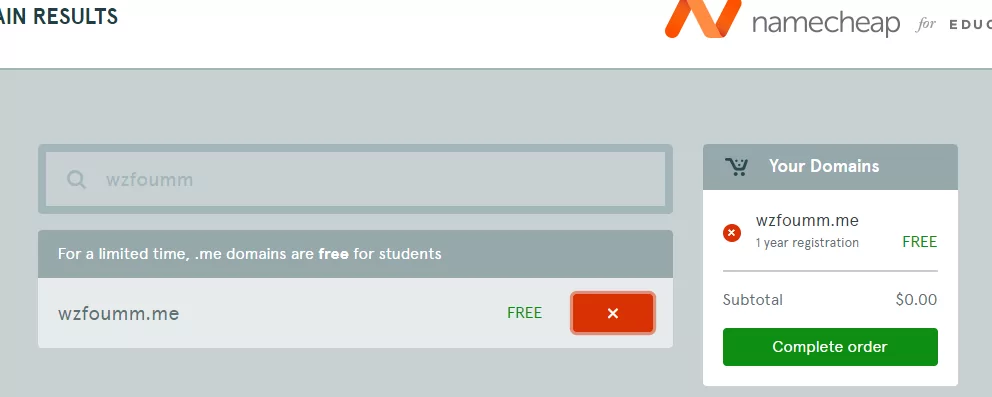 AIN RESULTS
namecheap for EDUC
wzfoumm
For a limited time, .me domains are free for students
wzfoumm.me FREE ×
Your Domains
wzfoumm.me
1 year registration FREE
Subtotal $0.00
Complete order